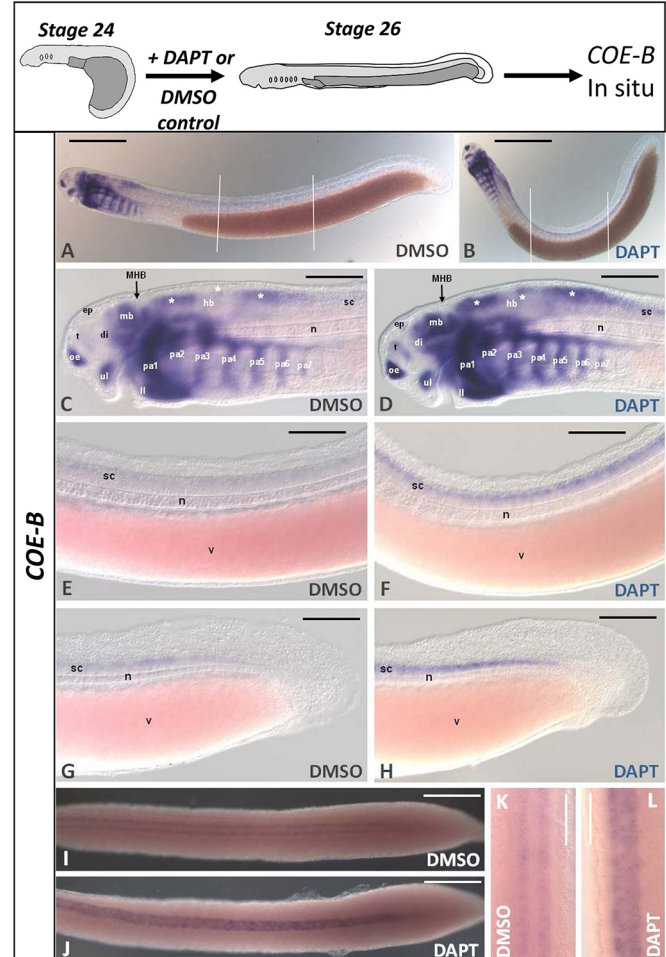 Stage 24
+ DAPT or
DMSO
control
Stage 26
COE-B
In situ
COE-B
A
DMSO
B
DAPT
MHB
ep
mb
*
*
hb
*
sc
t
di
n
oe
ul
pa1
pa2
pa3
pa4
pa5
pa6
pa7
ll
C
DMSO
MHB
ep
mb
*
*
hb
*
sc
t
di
n
oe
ul
pa1
pa2
pa3
pa4
pa5
pa6
pa7
ll
D
DAPT
sc
n
v
E
DMSO
sc
n
v
F
DAPT
sc
n
v
G
DMSO
sc
n
v
H
DAPT
I
DMSO
J
DAPT
K
DMSO
L
DAPT